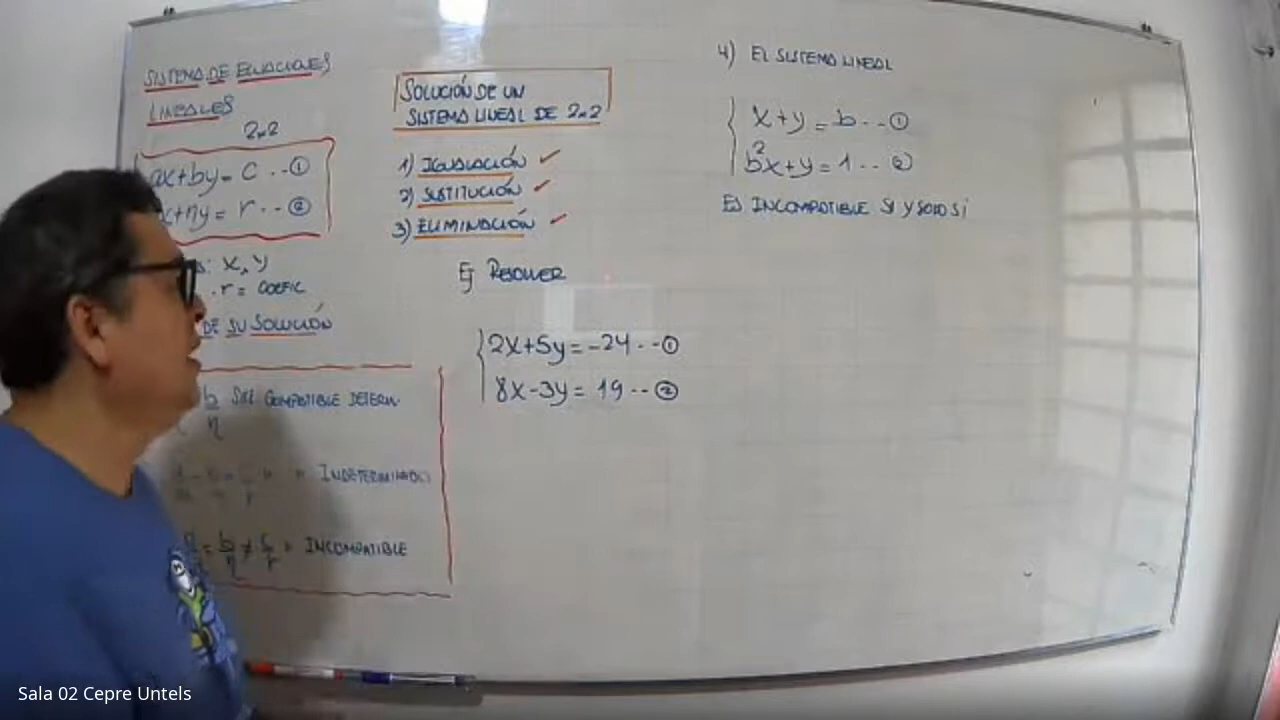 SISTEMA DE ECUACIONES
LINEALES
2x2
ax+by= C ..①
x+ny= r ..②
: x, y
. r = COEFIC
DE SU SOLUCIÓN
b SIST COMPATIBLE DETERM.
n
" " INDETERMINADO
= b/n ≠ c/r " INCOMPATIBLE
SOLUCIÓN DE UN
SISTEMA LINEAL DE 2x2
1) IGUALACIÓN ✓
2) SUSTITUCIÓN ✓
3) ELIMINACIÓN ✓
Ej RESOLVER
2x+5y=-24 --①
8x-3y= 19 --②
4) EL SISTEMA LINEAL
x+y = b --①
b²x+y = 1 -- ②
ES INCOMPATIBLE SI Y SOLO SI
Sala 02 Cepre Untels